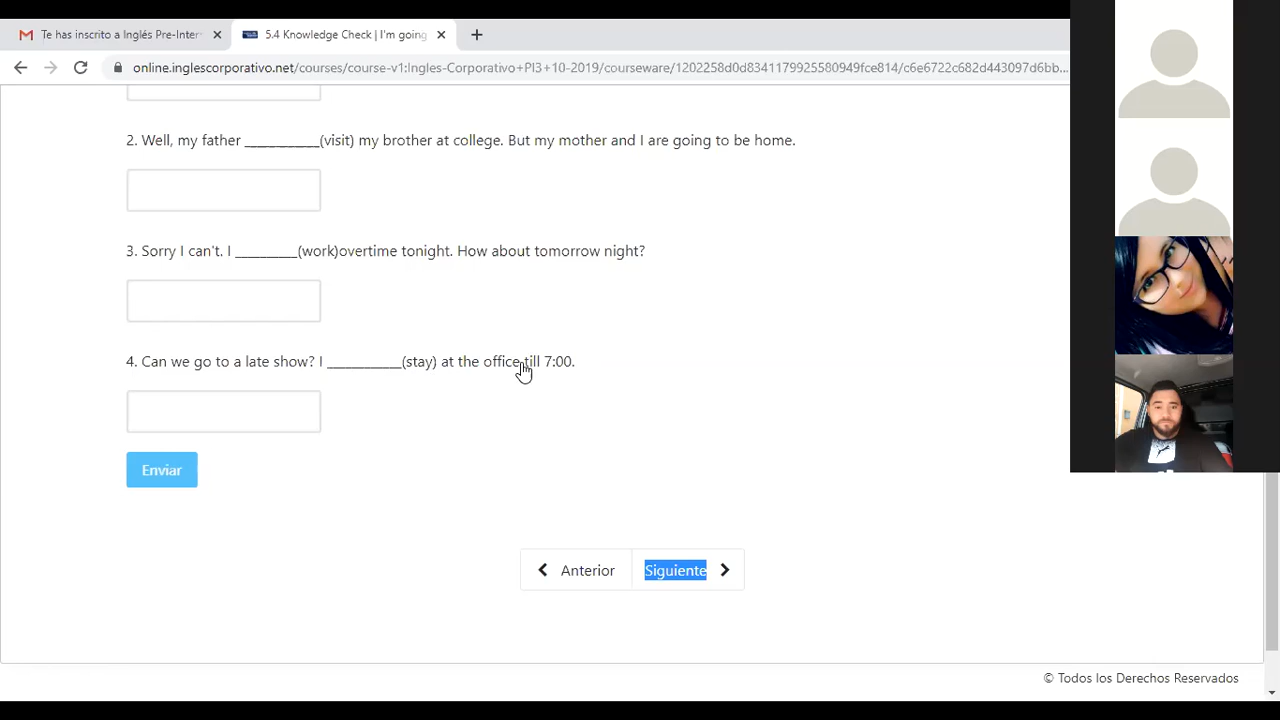 Te has inscrito a Inglés Pre-Inter
5.4 Knowledge Check | I'm going
online.inglescorporativo.net/courses/course-v1:Ingles-Corporativo+PI3+10-2019/courseware/1202258d0d8341179925580949fce814/c6e6722c682d443097d6bb...
2. Well, my father ____________(visit) my brother at college. But my mother and I are going to be home.
3. Sorry I can't. I __________(work)overtime tonight. How about tomorrow night?
4. Can we go to a late show? I ____________(stay) at the office till 7:00.
Enviar
Anterior Siguiente
© Todos los Derechos Reservados